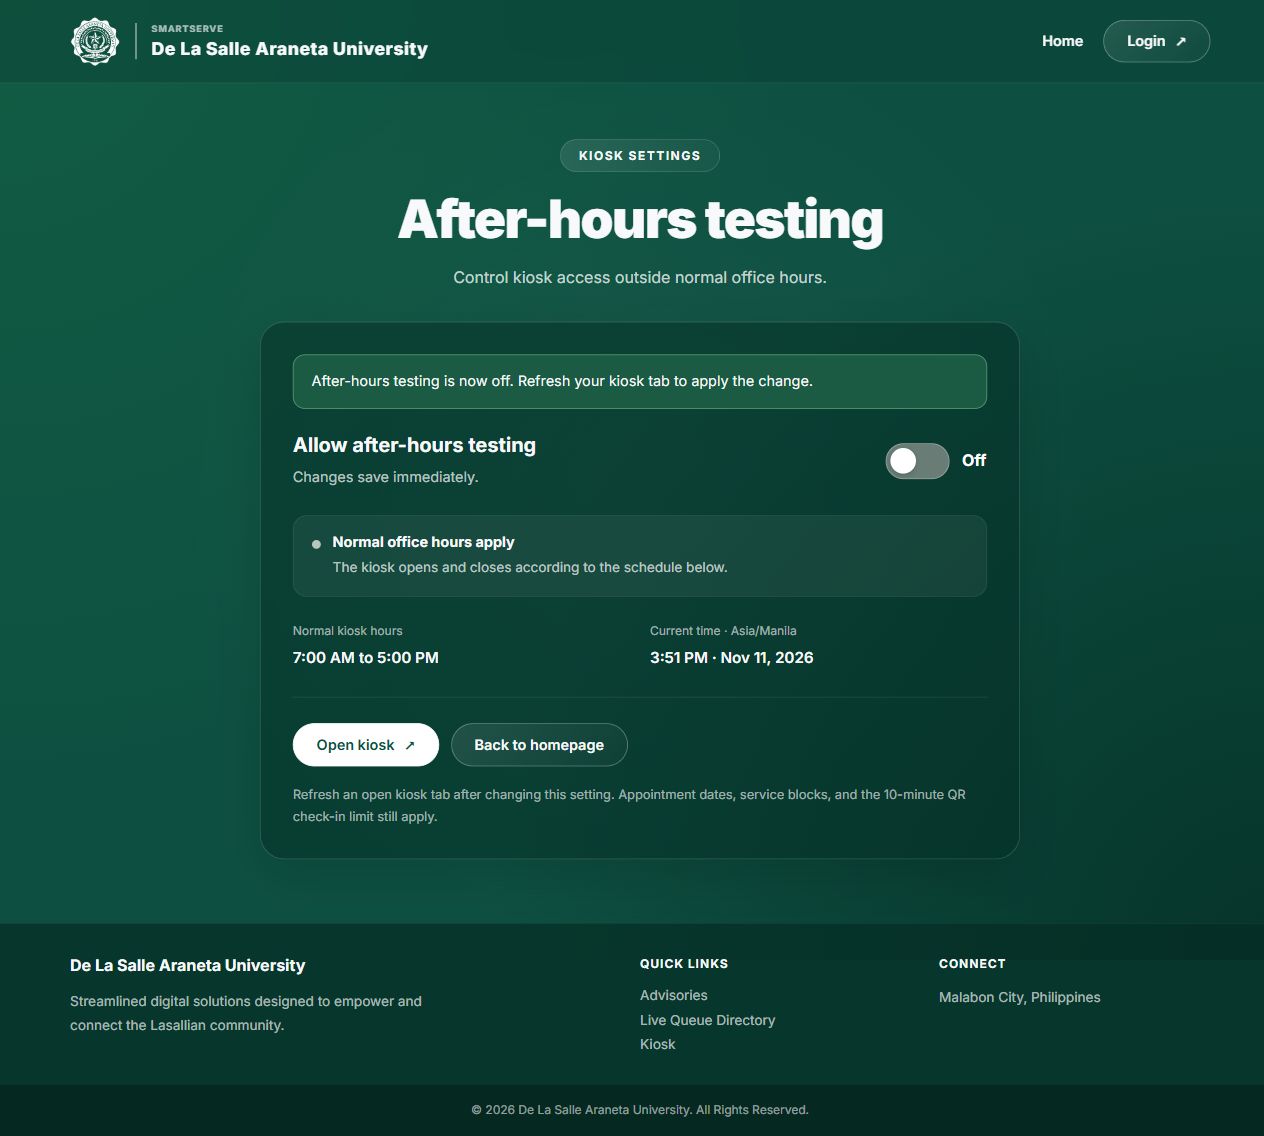 SMARTSERVE
De La Salle Araneta University
Home
Login ↗
KIOSK SETTINGS
After-hours testing
Control kiosk access outside normal office hours.
After-hours testing is now off. Refresh your kiosk tab to apply the change.
Allow after-hours testing
Changes save immediately.
Off
Normal office hours apply
The kiosk opens and closes according to the schedule below.
Normal kiosk hours
7:00 AM to 5:00 PM
Current time · Asia/Manila
3:51 PM · Nov 11, 2026
Open kiosk ↗
Back to homepage
Refresh an open kiosk tab after changing this setting. Appointment dates, service blocks, and the 10-minute QR
check-in limit still apply.
De La Salle Araneta University
Streamlined digital solutions designed to empower and
connect the Lasallian community.
QUICK LINKS
Advisories
Live Queue Directory
Kiosk
CONNECT
Malabon City, Philippines
© 2026 De La Salle Araneta University. All Rights Reserved.